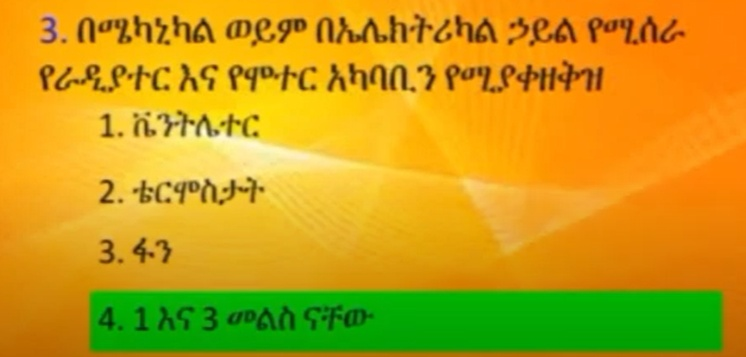 3. በሜካኒካል ወይም በኤሌክትሪካል ኃይል የሚሰራ
የራዲያተር እና የሞተር አካባቢን የሚያቀዘቅዝ
1. ቬንትሌተር
2. ቴርሞስታት
3. ፋን
4. 1 እና 3 መልስ ናቸው